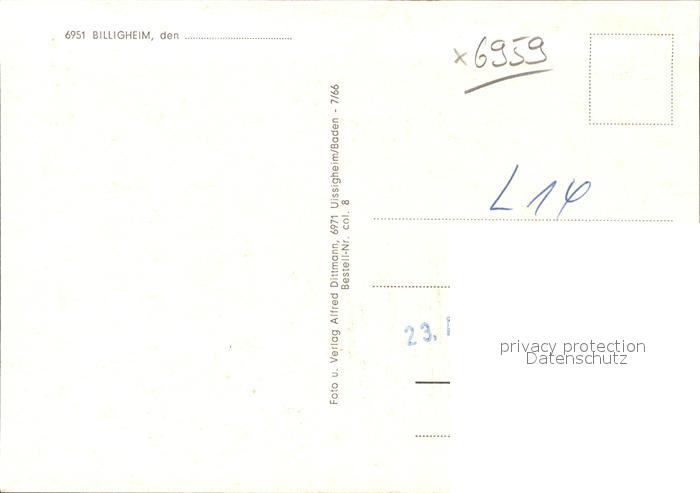 6951 BILLIGHEIM, den
x6959
Foto u. Verlag Alfred Dittmann, 6971 Uissigheim/Baden - 7/66
Bestell-Nr. col. 8
L 14
23.
privacy protection
Datenschutz